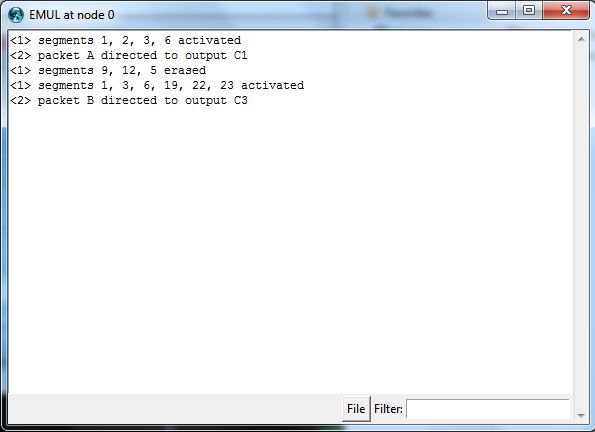 EMUL at node 0
<1> segments 1, 2, 3, 6 activated
<2> packet A directed to output C1
<1> segments 9, 12, 5 erased
<1> segments 1, 3, 6, 19, 22, 23 activated
<2> packet B directed to output C3
File Filter: